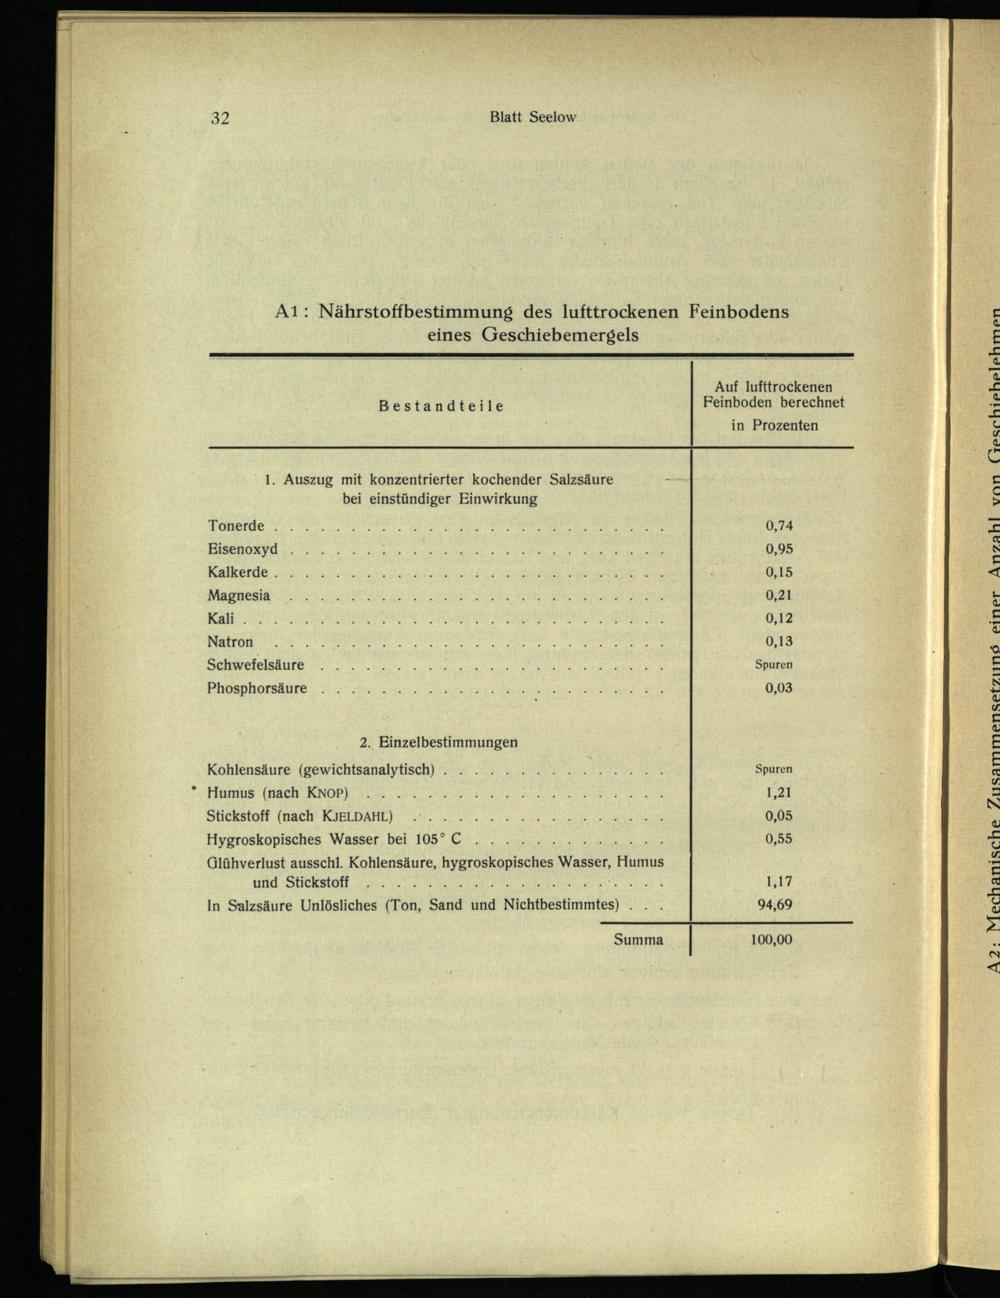 32
Blatt Seelow
A1: Nährstoffbestimmung des lufttrockenen Feinbodens
eines Geschiebemergels
Bestandteile
Auf lufttrockenen
Feinboden berechnet
in Prozenten
1. Auszug mit konzentrierter kochender Salzsäure
bei einstündiger Einwirkung
Tonerde . . . . . . . . . . . . . . . . . . . . . . . . . . 0,74
Eisenoxyd . . . . . . . . . . . . . . . . . . . . . . . . . 0,95
Kalkerde . . . . . . . . . . . . . . . . . . . . . . . . . . 0,15
Magnesia . . . . . . . . . . . . . . . . . . . . . . . . . 0,21
Kali . . . . . . . . . . . . . . . . . . . . . . . . . . . . 0,12
Natron . . . . . . . . . . . . . . . . . . . . . . . . . . 0,13
Schwefelsäure . . . . . . . . . . . . . . . . . . . . . . . Spuren
Phosphorsäure . . . . . . . . . . . . . . . . . . . . . . . 0,03
2. Einzelbestimmungen
Kohlensäure (gewichtsanalytisch) . . . . . . . . . . . . . . . Spuren
Humus (nach KNOP) . . . . . . . . . . . . . . . . . . . . 1,21
Stickstoff (nach KJELDAHL) . . . . . . . . . . . . . . . . . 0,05
Hygroskopisches Wasser bei 105° C . . . . . . . . . . . . . 0,55
Glühverlust ausschl. Kohlensäure, hygroskopisches Wasser, Humus
und Stickstoff . . . . . . . . . . . . . . . . . . . . 1,17
In Salzsäure Unlösliches (Ton, Sand und Nichtbestimmtes) . . . 94,69
Summa 100,00
A2: Mechanische Zusammensetzung einer Anzahl von Geschiebelehmen